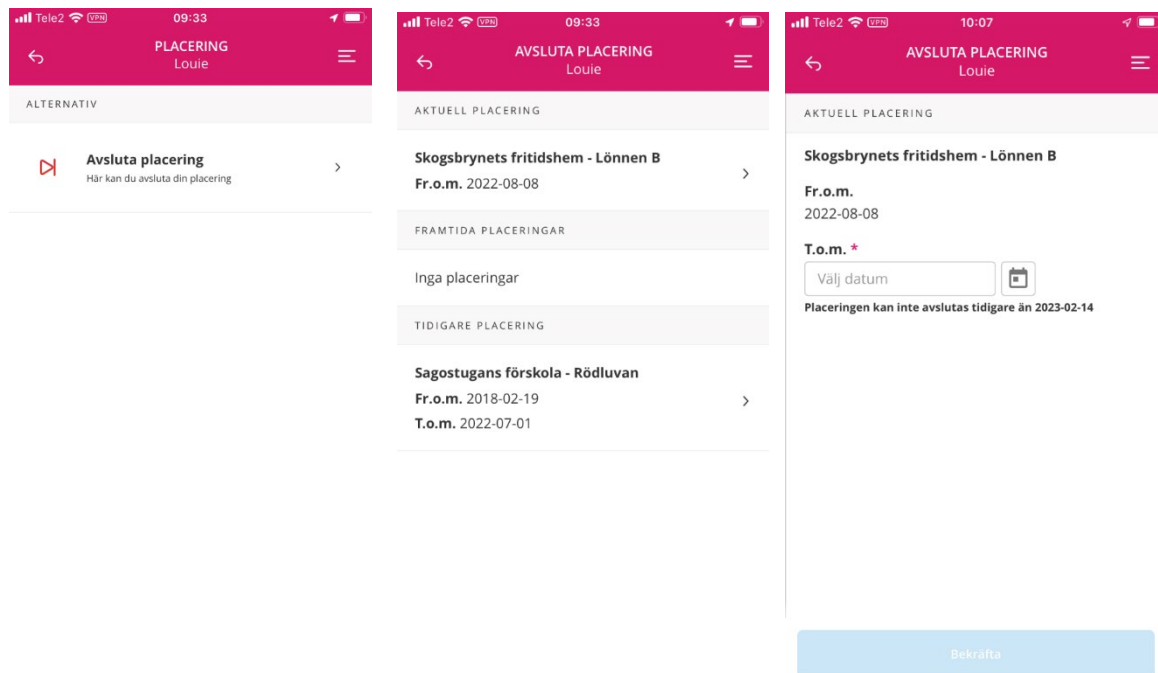 Tele2 VPN 09:33
PLACERING
Louie
ALTERNATIV
Avsluta placering
Här kan du avsluta din placering
Tele2 VPN 09:33
AVSLUTA PLACERING
Louie
AKTUELL PLACERING
Skogsbrynets fritidshem - Lönnen B
Fr.o.m. 2022-08-08
FRAMTIDA PLACERINGAR
Inga placeringar
TIDIGARE PLACERING
Sagostugans förskola - Rödluvan
Fr.o.m. 2018-02-19
T.o.m. 2022-07-01
Tele2 VPN 10:07
AVSLUTA PLACERING
Louie
AKTUELL PLACERING
Skogsbrynets fritidshem - Lönnen B
Fr.o.m.
2022-08-08
T.o.m. *
Välj datum
Placeringen kan inte avslutas tidigare än 2023-02-14
Bekräfta